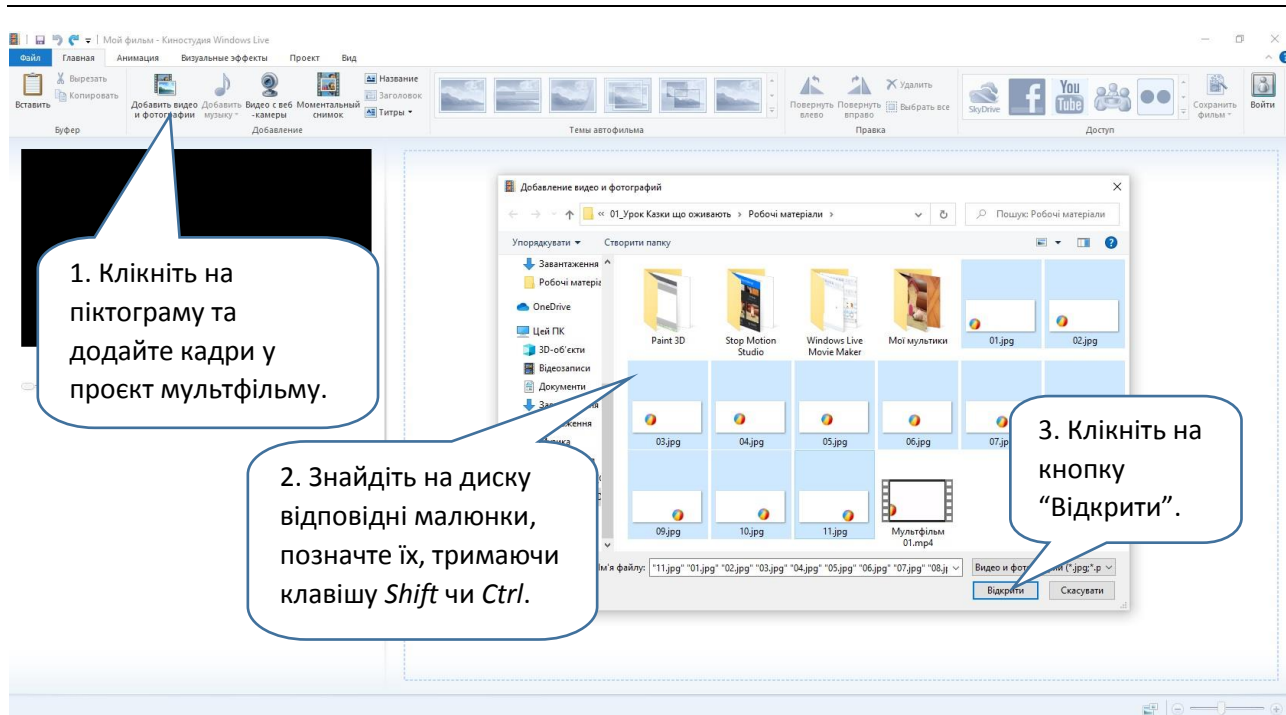 Мой фильм - Киностудия Windows Live
Файл Главная Анимация Визуальные эффекты Проект Вид
Вставить
Вырезать
Копировать
Буфер
Добавить видео и фотографии
Добавить музыку
Видео с веб-камеры
Моментальный снимок
Название
Заголовок
Титры
Добавление
Темы автофильма
Повернуть влево
Повернуть вправо
Удалить
Выбрать все
Правка
SkyDrive
You Tube
Доступ
Сохранить фильм
Войти
Добавление видео и фотографий
« 01_Урок Казки що оживають › Робочі матеріали ›
Пошук: Робочі матеріали
Упорядкувати
Створити папку
Завантаження
Робочі матеріа
OneDrive
Цей ПК
3D-об'єкти
Відеозаписи
Документи
Paint 3D
Stop Motion Studio
Windows Live Movie Maker
Мої мультики
01.jpg
02.jpg
03.jpg
04.jpg
05.jpg
06.jpg
07.jpg
09.jpg
10.jpg
11.jpg
Мультфільм 01.mp4
м'я файлу: "11.jpg" "01.jpg" "02.jpg" "03.jpg" "04.jpg" "05.jpg" "06.jpg" "07.jpg" "08.j
Відкрити
Скасувати
1. Клікніть на
піктограму та
додайте кадри у
проєкт мультфільму.
2. Знайдіть на диску
відповідні малюнки,
позначте їх, тримаючи
клавішу Shift чи Ctrl.
3. Клікніть на
кнопку
“Відкрити”.